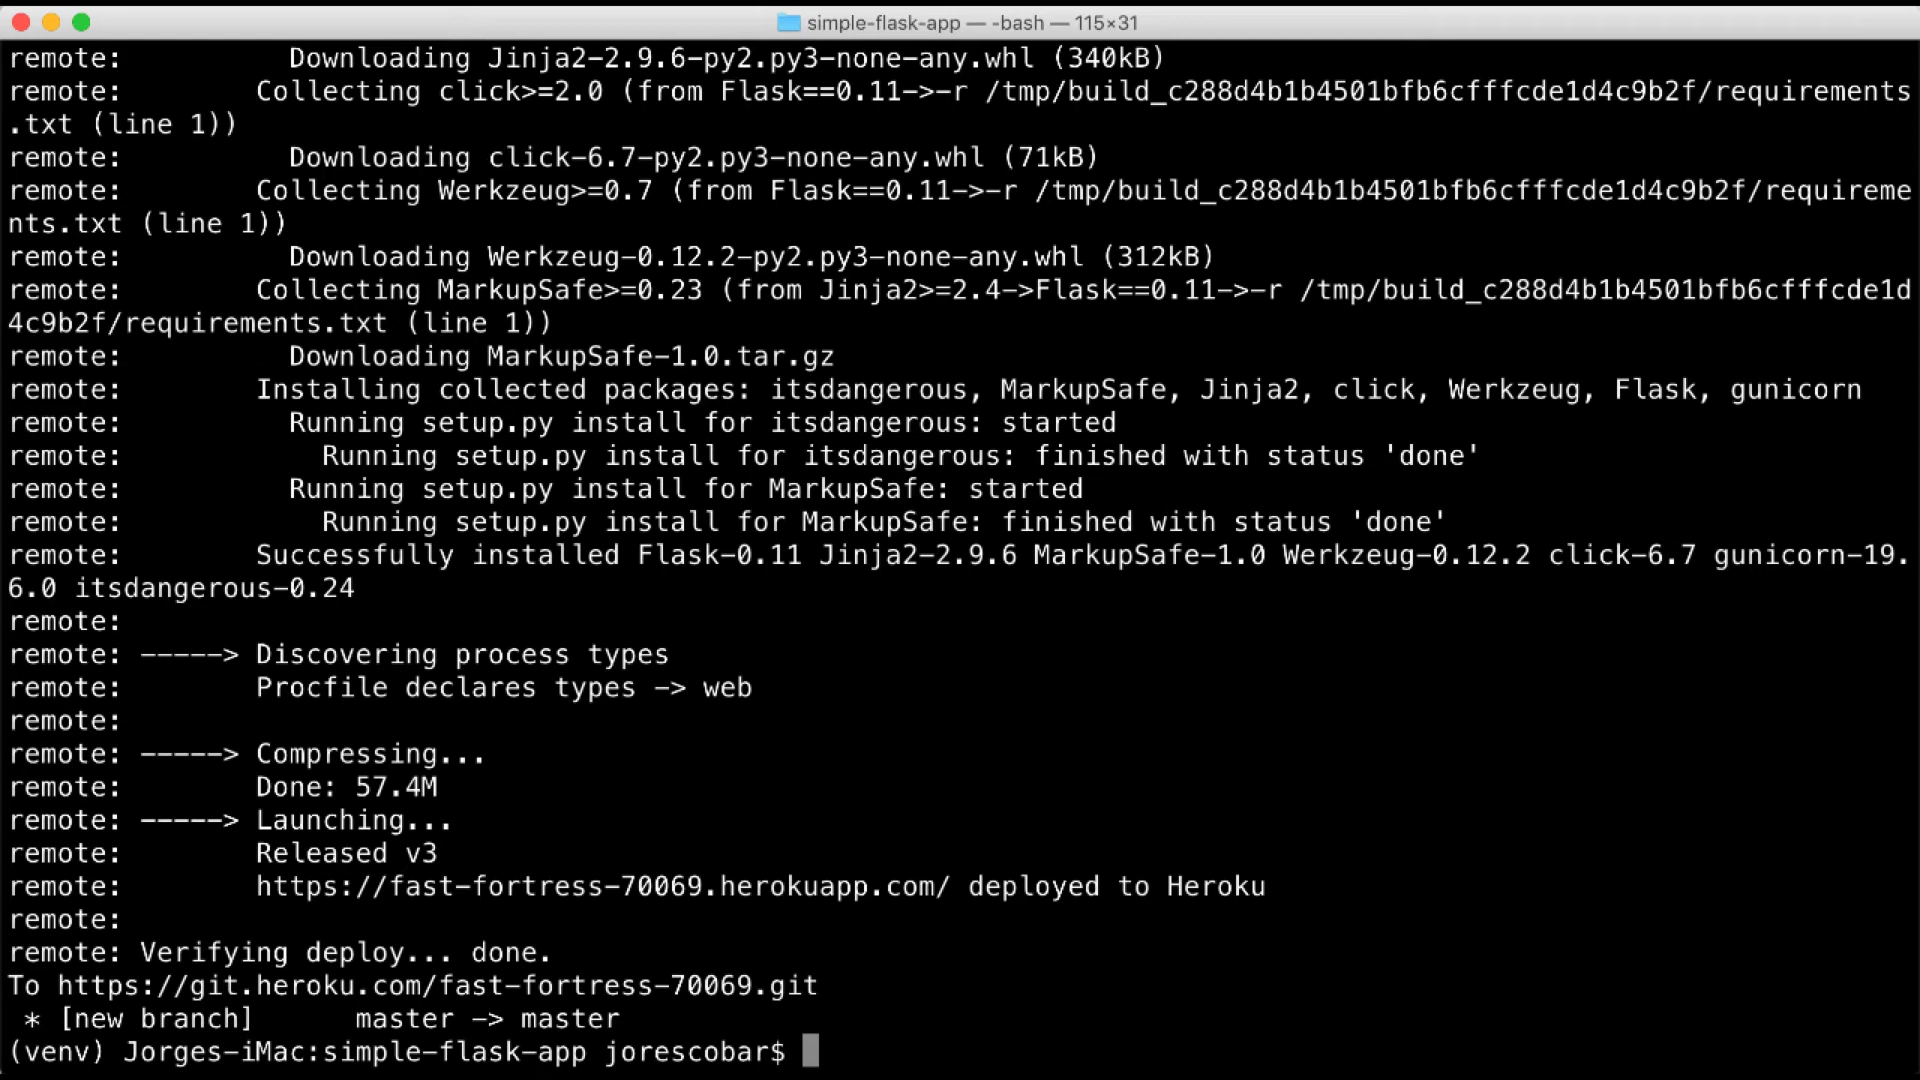 simple-flask-app — -bash — 115×31
remote:          Downloading Jinja2-2.9.6-py2.py3-none-any.whl (340kB)
remote:        Collecting click>=2.0 (from Flask==0.11->-r /tmp/build_c288d4b1b4501bfb6cfffcde1d4c9b2f/requirements
.txt (line 1))
remote:          Downloading click-6.7-py2.py3-none-any.whl (71kB)
remote:        Collecting Werkzeug>=0.7 (from Flask==0.11->-r /tmp/build_c288d4b1b4501bfb6cfffcde1d4c9b2f/requireme
nts.txt (line 1))
remote:          Downloading Werkzeug-0.12.2-py2.py3-none-any.whl (312kB)
remote:        Collecting MarkupSafe>=0.23 (from Jinja2>=2.4->Flask==0.11->-r /tmp/build_c288d4b1b4501bfb6cfffcde1d
4c9b2f/requirements.txt (line 1))
remote:          Downloading MarkupSafe-1.0.tar.gz
remote:        Installing collected packages: itsdangerous, MarkupSafe, Jinja2, click, Werkzeug, Flask, gunicorn
remote:          Running setup.py install for itsdangerous: started
remote:            Running setup.py install for itsdangerous: finished with status 'done'
remote:          Running setup.py install for MarkupSafe: started
remote:            Running setup.py install for MarkupSafe: finished with status 'done'
remote:        Successfully installed Flask-0.11 Jinja2-2.9.6 MarkupSafe-1.0 Werkzeug-0.12.2 click-6.7 gunicorn-19.
6.0 itsdangerous-0.24
remote:
remote: -----> Discovering process types
remote:        Procfile declares types -> web
remote:
remote: -----> Compressing...
remote:        Done: 57.4M
remote: -----> Launching...
remote:        Released v3
remote:        https://fast-fortress-70069.herokuapp.com/ deployed to Heroku
remote:
remote: Verifying deploy... done.
To https://git.heroku.com/fast-fortress-70069.git
 * [new branch]      master -> master
(venv) Jorges-iMac:simple-flask-app jorescobar$